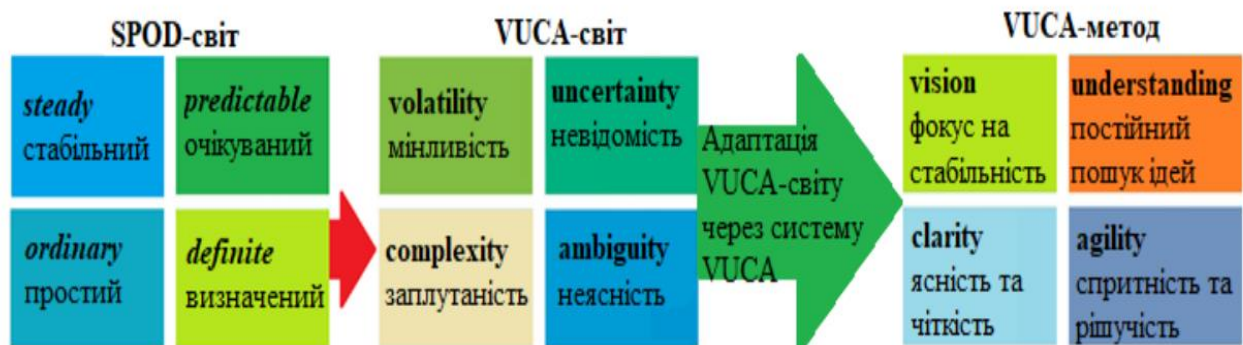 SPOD-світ
steady
стабільний
predictable
очікуваний
ordinary
простий
definite
визначений
VUCA-світ
volatility
мінливість
uncertainty
невідомість
complexity
заплутаність
ambiguity
неясність
Адаптація
VUCA-світу
через систему
VUCA
VUCA-метод
vision
фокус на
стабільність
understanding
постійний
пошук ідей
clarity
ясність та
чіткість
agility
спритність та
рішучість